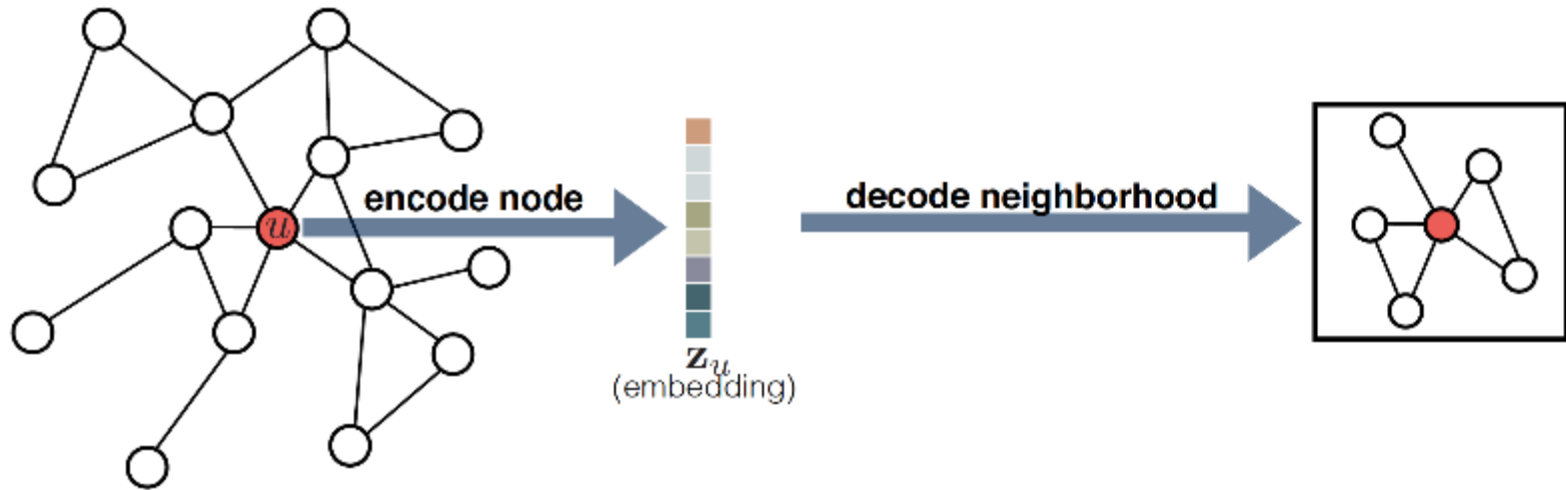 u
encode node
z_u
(embedding)
decode neighborhood